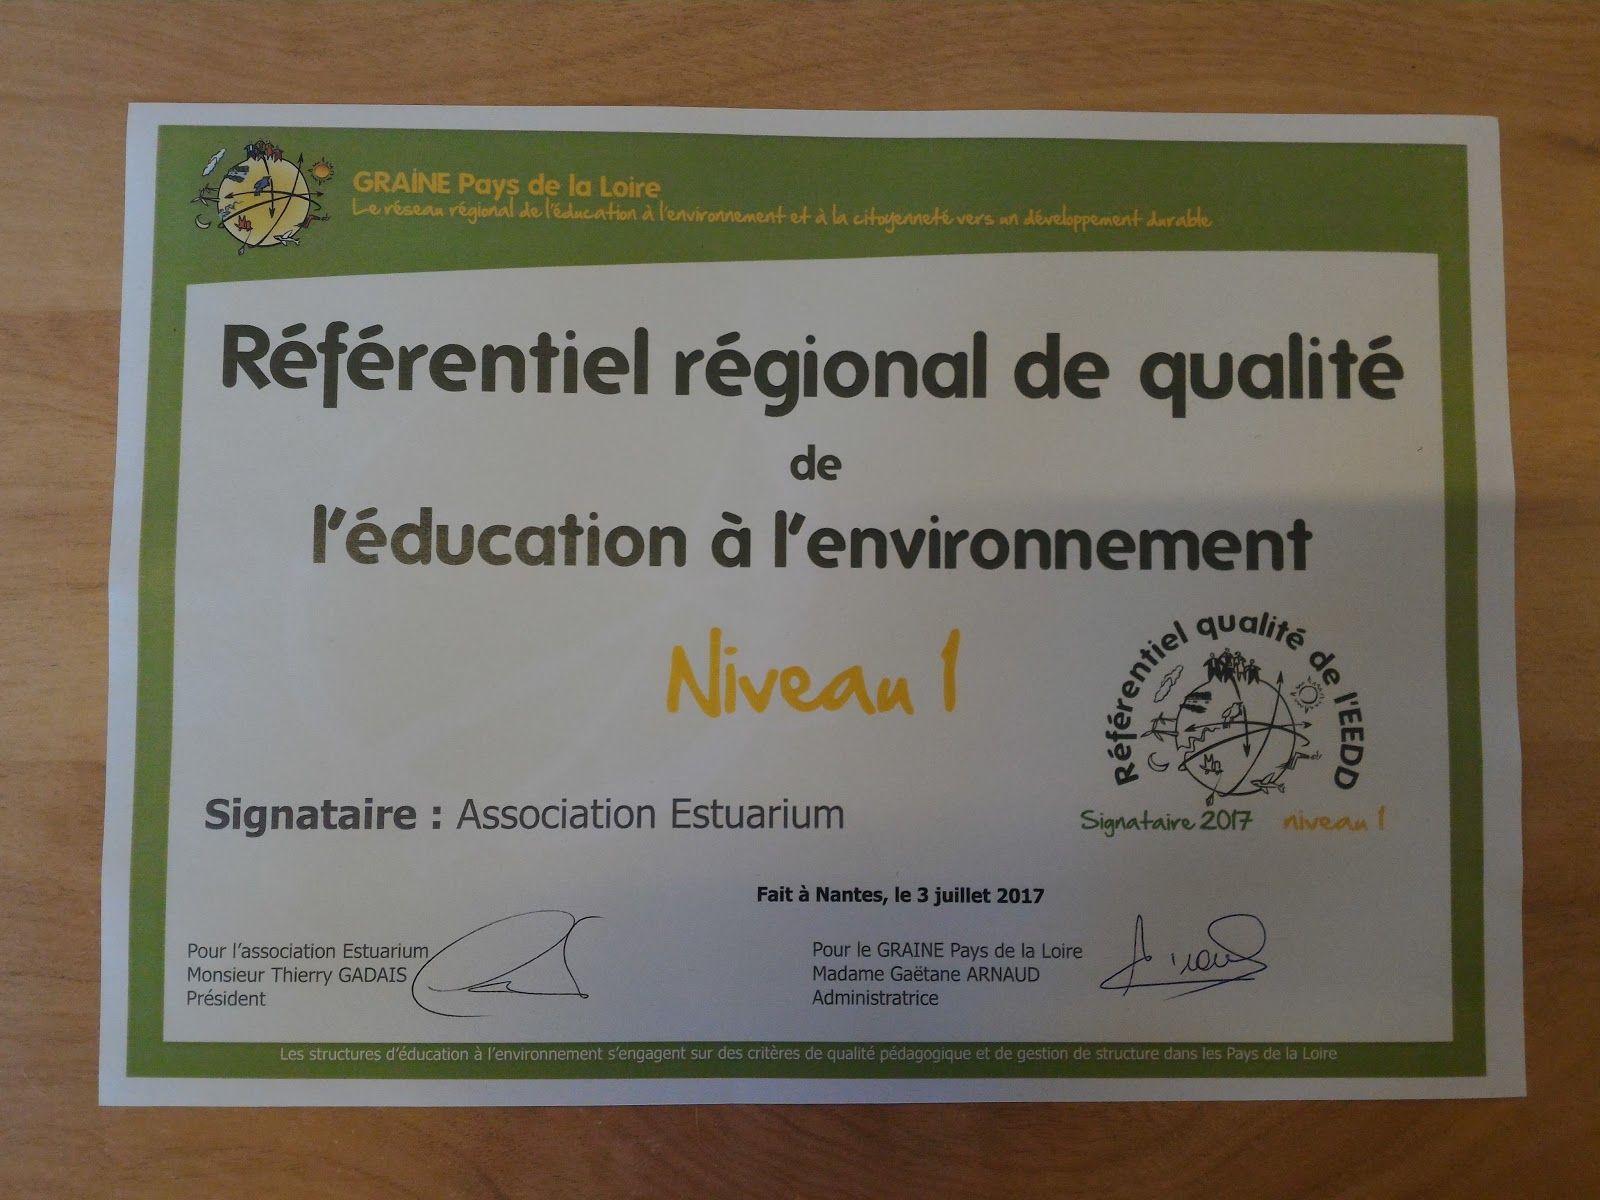 GRAINE Pays de la Loire
Le réseau régional de l'éducation à l'environnement et à la citoyenneté vers un développement durable
Référentiel régional de qualité
de
l'éducation à l'environnement
Niveau 1
Référentiel qualité de l'EEDD
Signataire 2017 niveau 1
Signataire : Association Estuarium
Fait à Nantes, le 3 juillet 2017
Pour l'association Estuarium
Monsieur Thierry GADAIS
Président
Pour le GRAINE Pays de la Loire
Madame Gaëtane ARNAUD
Administratrice
Les structures d'éducation à l'environnement s'engagent sur des critères de qualité pédagogique et de gestion de structure dans les Pays de la Loire